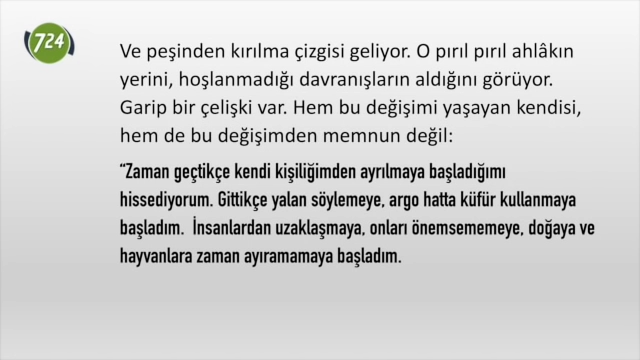 724
Ve peşinden kırılma çizgisi geliyor. O pırıl pırıl ahlâkın
yerini, hoşlanmadığı davranışların aldığını görüyor.
Garip bir çelişki var. Hem bu değişimi yaşayan kendisi,
hem de bu değişimden memnun değil:
“Zaman geçtikçe kendi kişiliğimden ayrılmaya başladığımı
hissediyorum. Gittikçe yalan söylemeye, argo hatta küfür kullanmaya
başladım. İnsanlardan uzaklaşmaya, onları önemsememeye, doğaya ve
hayvanlara zaman ayıramamaya başladım.